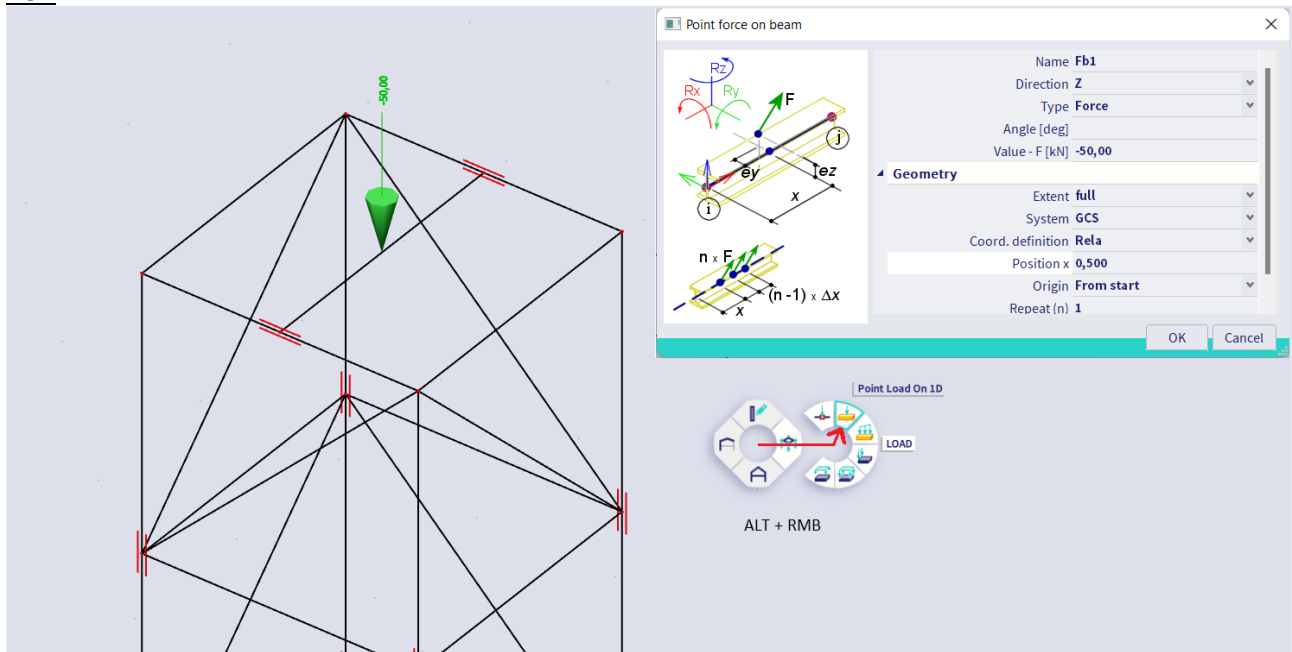 -50,00
Point force on beam
Rz
Rx
Ry
F
j
ey
ez
x
i
n x F
(n -1) x Δx
x
Name Fb1
Direction Z
Type Force
Angle [deg]
Value - F [kN] -50,00
Geometry
Extent full
System GCS
Coord. definition Rela
Position x 0,500
Origin From start
Repeat (n) 1
OK Cancel
Point Load On 1D
LOAD
ALT + RMB